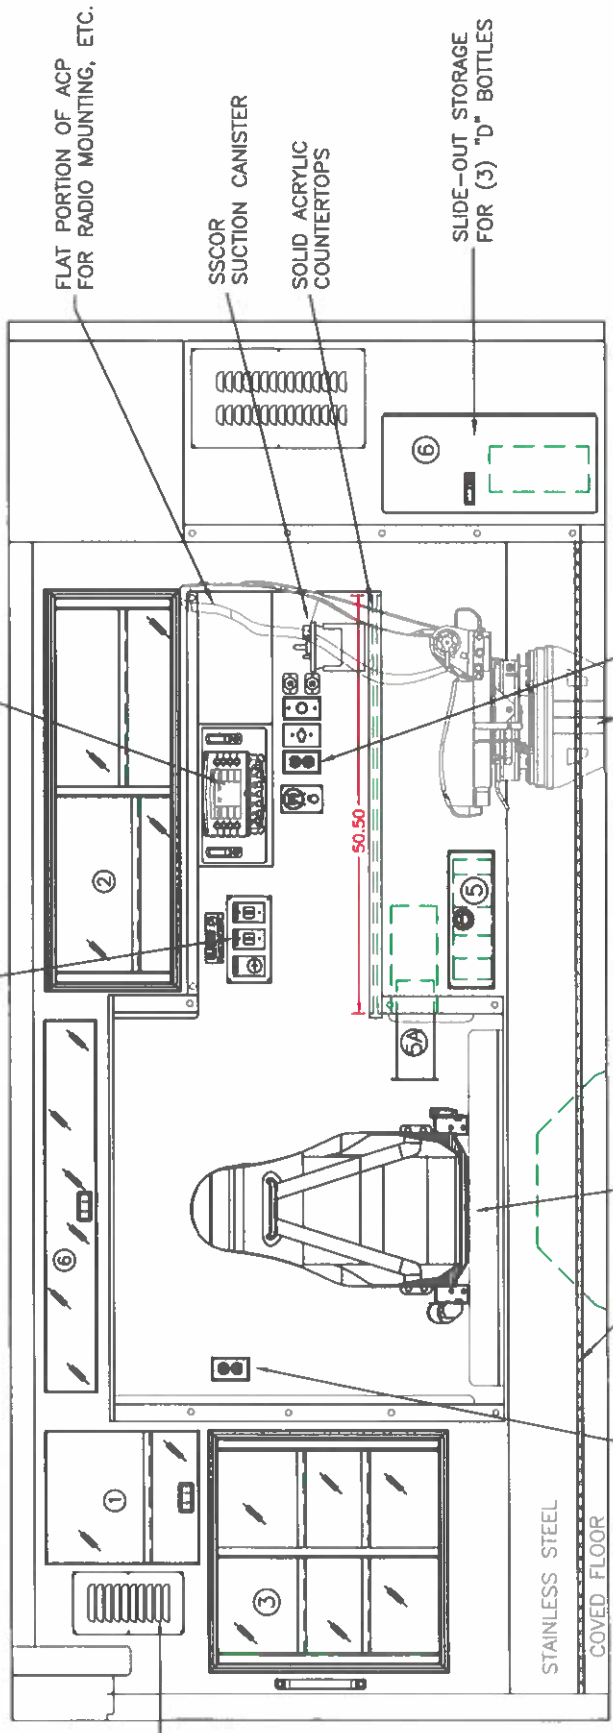 FLAT PORTION OF ACP
FOR RADIO MOUNTING, ETC.
SSCOR
SUCTION CANISTER
SOLID ACRYLIC
COUNTERTOPS
SLIDE-OUT STORAGE
FOR (3) "D" BOTTLES
1
6
2
6
3
50.50
6A
5
STAINLESS STEEL
COVED FLOOR